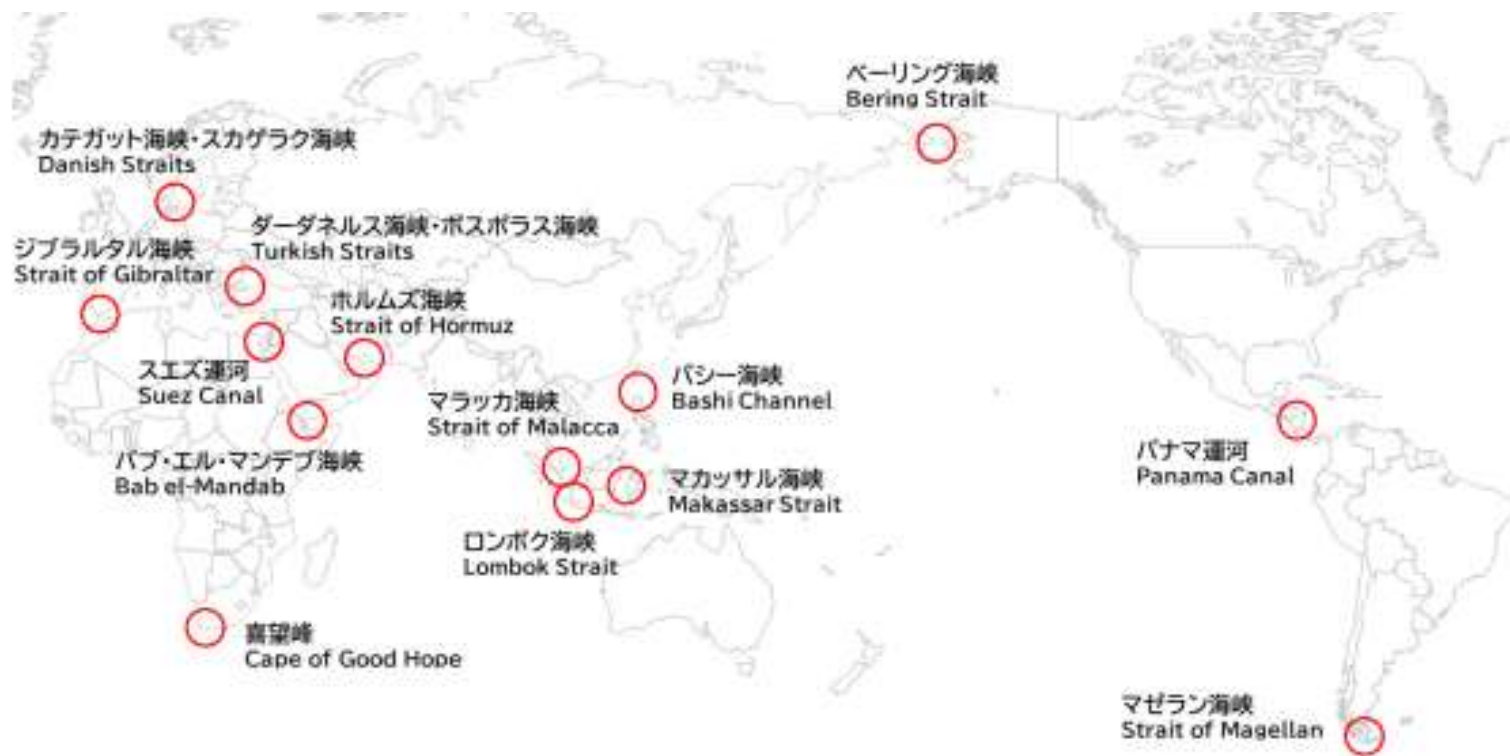 ベーリング海峡
Bering Strait
カテガット海峡・スカゲラク海峡
Danish Straits
ダーダネルス海峡・ボスポラス海峡
Turkish Straits
ジブラルタル海峡
Strait of Gibraltar
ホルムズ海峡
Strait of Hormuz
スエズ運河
Suez Canal
バシー海峡
Bashi Channel
マラッカ海峡
Strait of Malacca
バブ・エル・マンデブ海峡
Bab el-Mandab
パナマ運河
Panama Canal
マカッサル海峡
Makassar Strait
ロンボク海峡
Lombok Strait
喜望峰
Cape of Good Hope
マゼラン海峡
Strait of Magellan